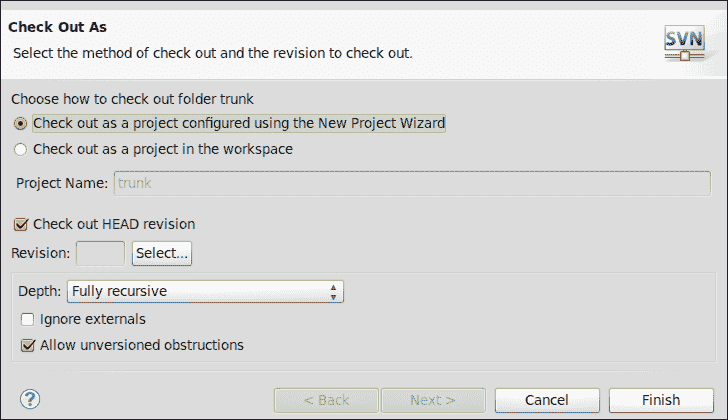 Check Out As
Select the method of check out and the revision to check out.
SVN
Choose how to check out folder trunk
Check out as a project configured using the New Project Wizard
Check out as a project in the workspace
Project Name: trunk
Check out HEAD revision
Revision: Select...
Depth: Fully recursive
Ignore externals
Allow unversioned obstructions
? < Back Next > Cancel Finish